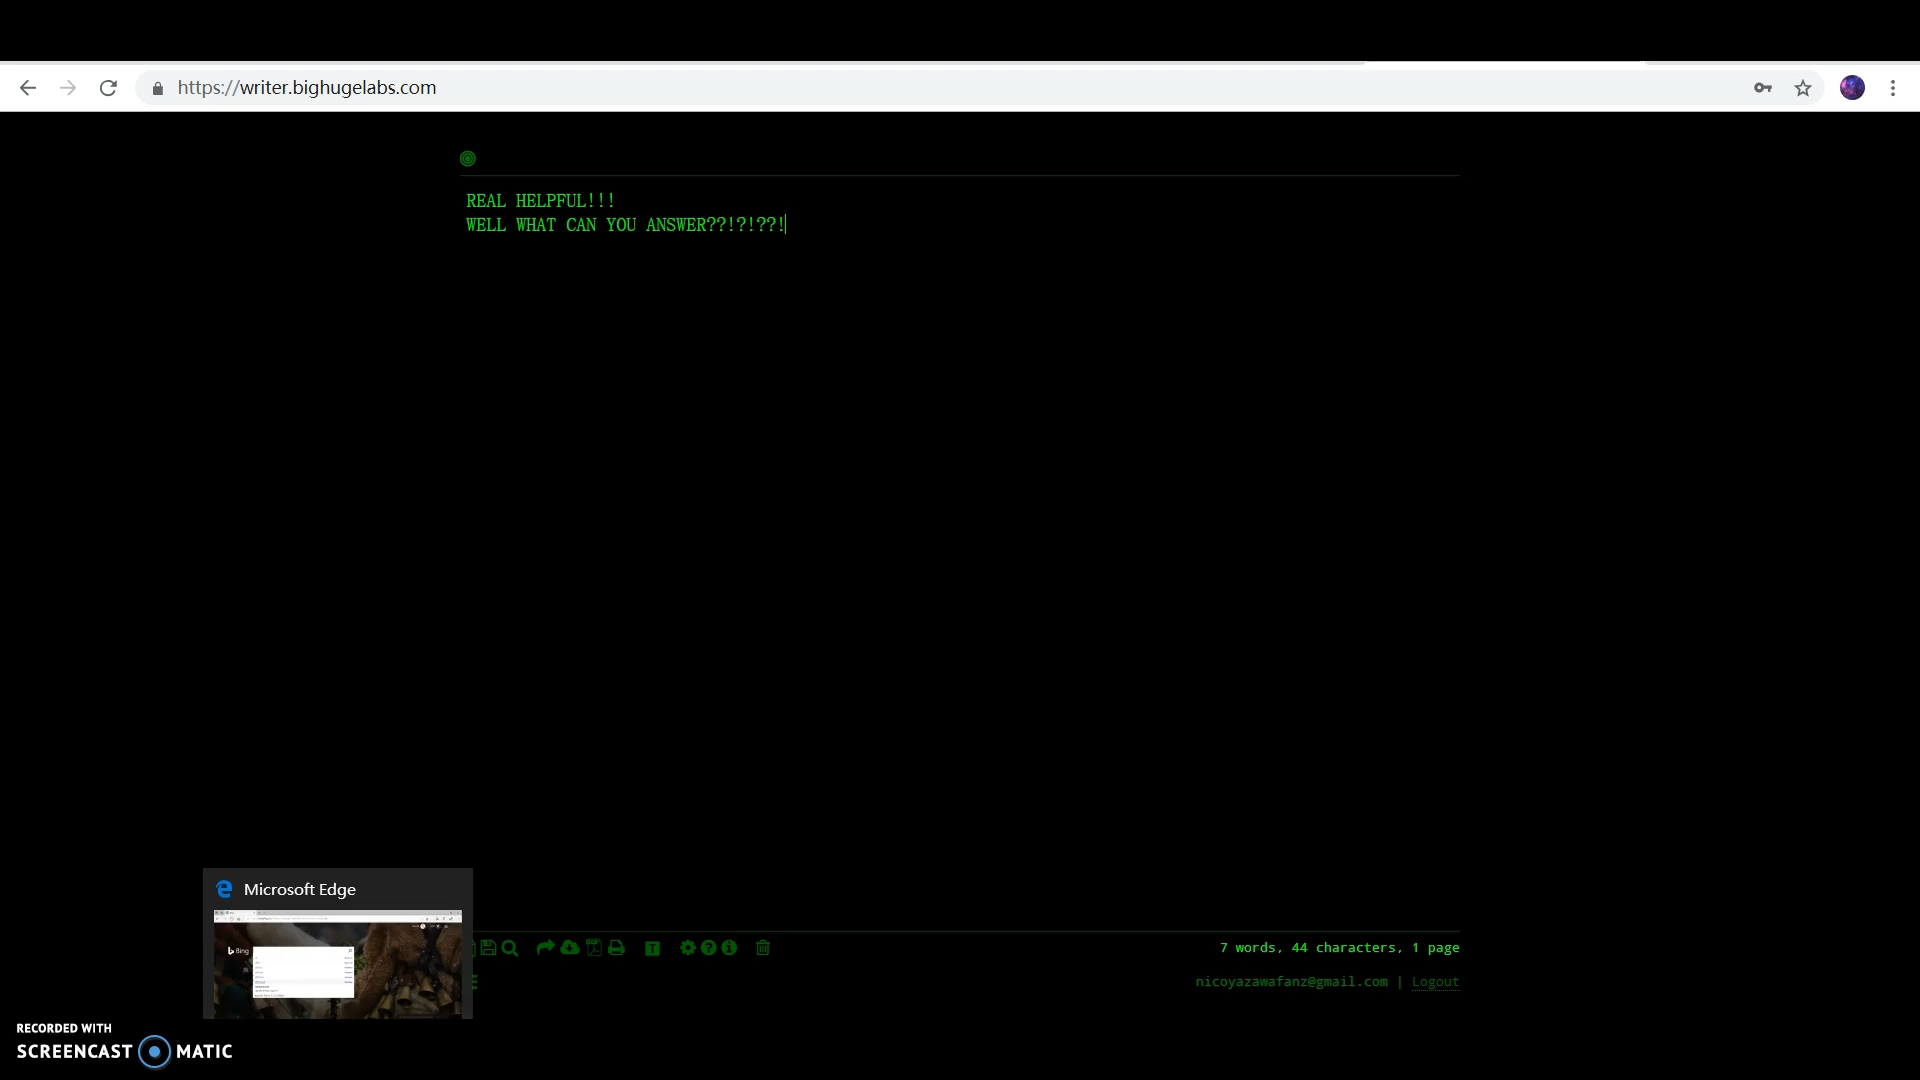 https://writer.bighugelabs.com
REAL HELPFUL!!!
WELL WHAT CAN YOU ANSWER??!?!??!
Microsoft Edge
Bing
7 words, 44 characters, 1 page
nicoyazawafanz@gmail.com | Logout
RECORDED WITH
SCREENCAST MATIC